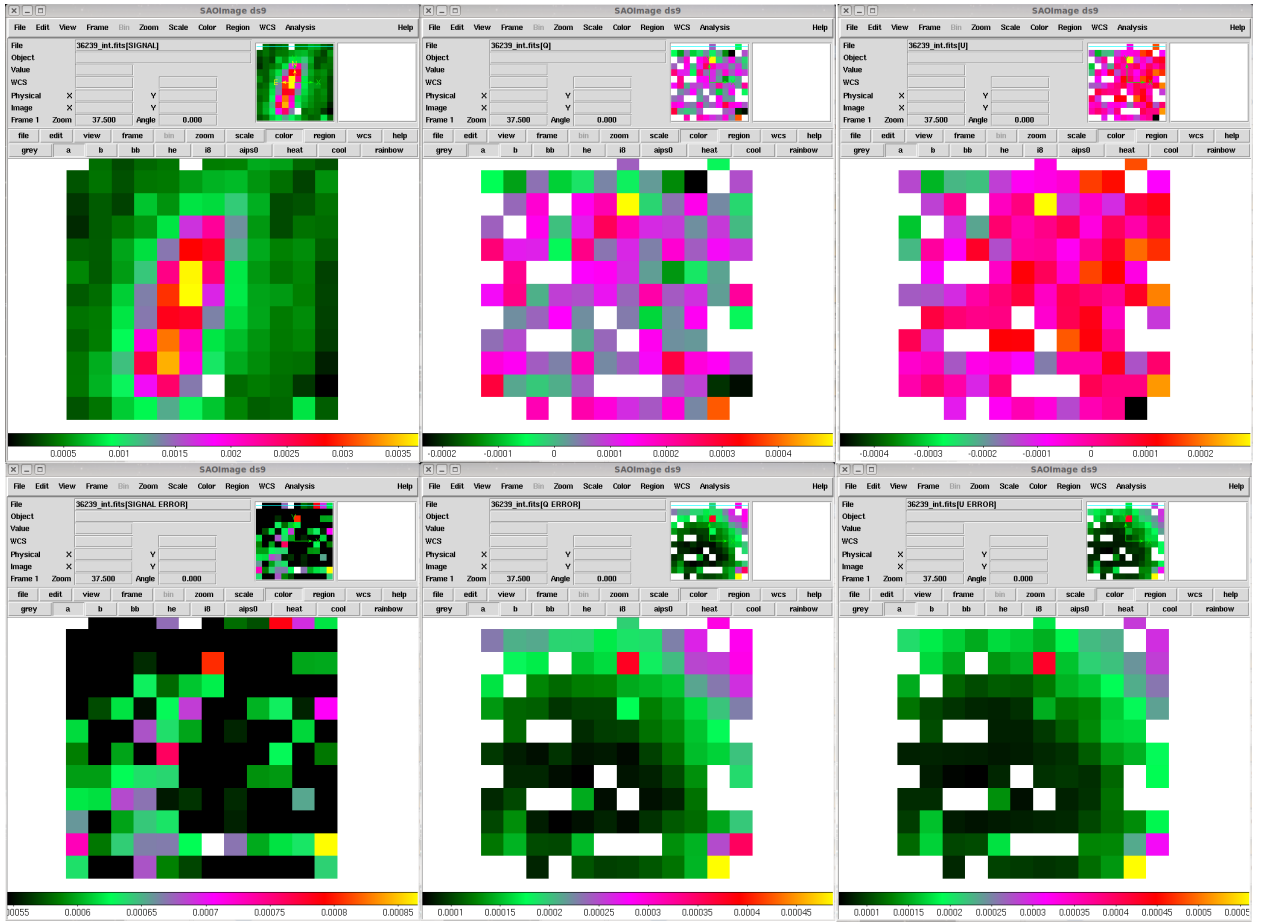 SAOImage ds9
File Edit View Frame Bin Zoom Scale Color Region WCS Analysis Help
File 36239_int.fits[SIGNAL]
Object
Value
WCS
Physical X Y
Image X Y
Frame 1 Zoom 37.500 Angle 0.000
file edit view frame bin zoom scale color region wcs help
grey a b bb he i8 aips0 heat cool rainbow
0.0005 0.001 0.0015 0.002 0.0025 0.003 0.0035
SAOImage ds9
File Edit View Frame Bin Zoom Scale Color Region WCS Analysis Help
File 36239_int.fits[Q]
Object
Value
WCS
Physical X Y
Image X Y
Frame 1 Zoom 37.500 Angle 0.000
file edit view frame bin zoom scale color region wcs help
grey a b bb he i8 aips0 heat cool rainbow
-0.0002 -0.0001 0 0.0001 0.0002 0.0003 0.0004
SAOImage ds9
File Edit View Frame Bin Zoom Scale Color Region WCS Analysis Help
File 36239_int.fits[U]
Object
Value
WCS
Physical X Y
Image X Y
Frame 1 Zoom 37.500 Angle 0.000
file edit view frame bin zoom scale color region wcs help
grey a b bb he i8 aips0 heat cool rainbow
-0.0004 -0.0003 -0.0002 -0.0001 0 0.0001 0.0002
SAOImage ds9
File Edit View Frame Bin Zoom Scale Color Region WCS Analysis Help
File 36239_int.fits[SIGNAL ERROR]
Object
Value
WCS
Physical X Y
Image X Y
Frame 1 Zoom 37.500 Angle 0.000
file edit view frame bin zoom scale color region wcs help
grey a b bb he i8 aips0 heat cool rainbow
0055 0.0006 0.00065 0.0007 0.00075 0.0008 0.00085
SAOImage ds9
File Edit View Frame Bin Zoom Scale Color Region WCS Analysis Help
File 36239_int.fits[Q ERROR]
Object
Value
WCS
Physical X Y
Image X Y
Frame 1 Zoom 37.500 Angle 0.000
file edit view frame bin zoom scale color region wcs help
grey a b bb he i8 aips0 heat cool rainbow
0.0001 0.00015 0.0002 0.00025 0.0003 0.00035 0.0004 0.00045
SAOImage ds9
File Edit View Frame Bin Zoom Scale Color Region WCS Analysis Help
File 36239_int.fits[U ERROR]
Object
Value
WCS
Physical X Y
Image X Y
Frame 1 Zoom 37.500 Angle 0.000
file edit view frame bin zoom scale color region wcs help
grey a b bb he i8 aips0 heat cool rainbow
0.0001 0.00015 0.0002 0.00025 0.0003 0.00035 0.0004 0.00045 0.0005